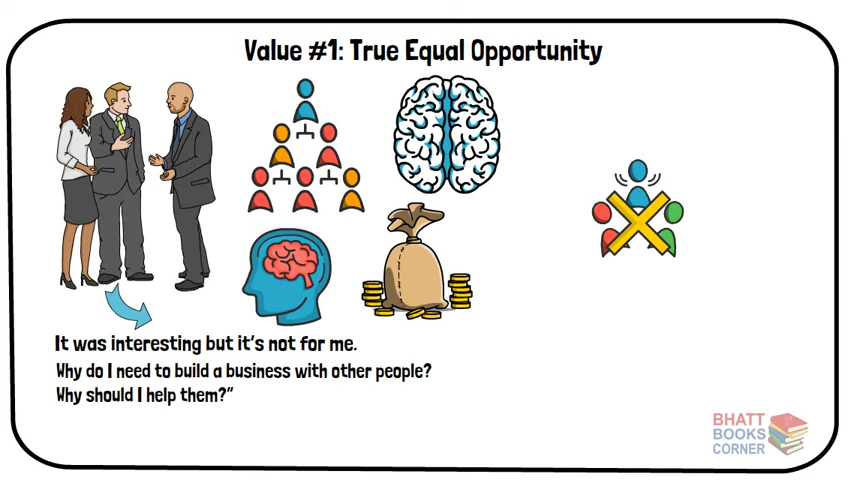 Value #1: True Equal Opportunity
It was interesting but it's not for me.
Why do I need to build a business with other people?
Why should I help them?"
BHATT
BOOKS
CORNER